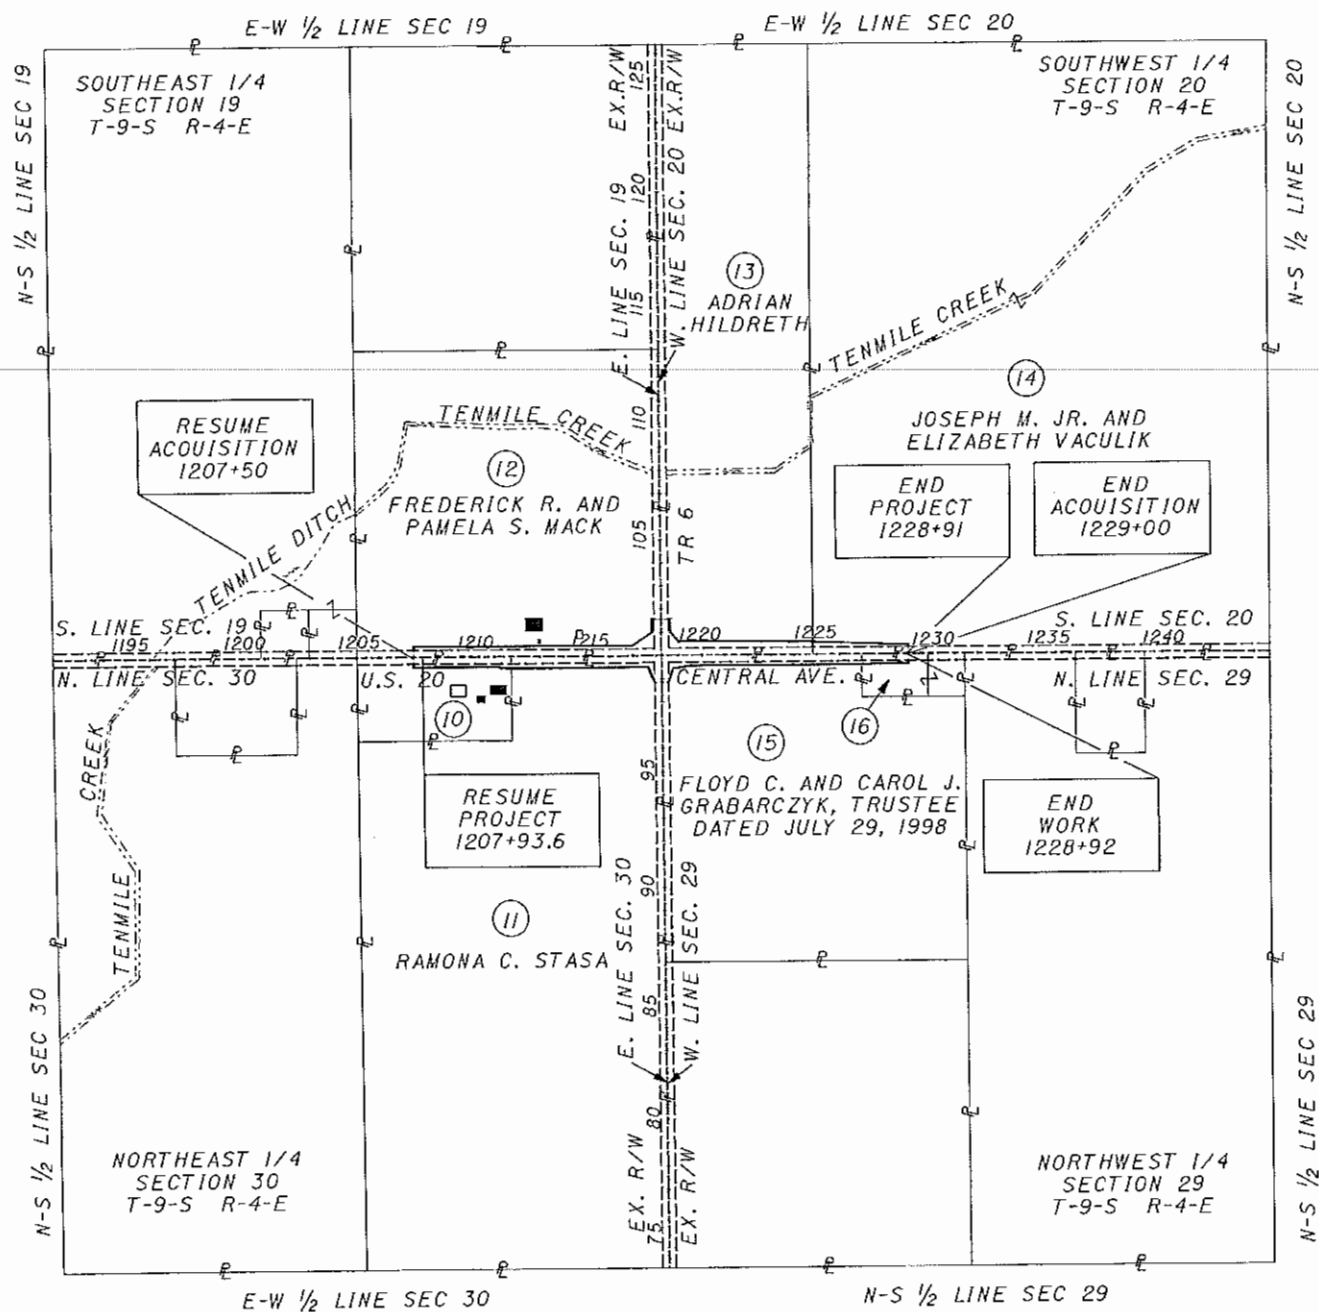 E-W 1/2 LINE SEC 19
E-W 1/2 LINE SEC 20
N-S 1/2 LINE SEC 19
SOUTHEAST 1/4
SECTION 19
T-9-S R-4-E
EX.R/W
125
EX.R/W
SOUTHWEST 1/4
SECTION 20
T-9-S R-4-E
N-S 1/2 LINE SEC 20
E. LINE SEC. 19
120
115
W. LINE SEC. 20
13
ADRIAN
HILDRETH
TENMILE CREEK
14
JOSEPH M. JR. AND
ELIZABETH VACULIK
RESUME
ACQUISITION
1207+50
TENMILE CREEK
110
12
FREDERICK R. AND
PAMELA S. MACK
105
TR 6
END
PROJECT
1228+91
END
ACQUISITION
1229+00
TENMILE DITCH
S. LINE SEC. 19
1195
1200
1205
1210
1215
1220
1225
1230
1235
1240
S. LINE SEC. 20
N. LINE SEC. 30
U.S. 20
CENTRAL AVE.
N. LINE SEC. 29
10
16
15
FLOYD C. AND CAROL J.
GRABARCZYK, TRUSTEE
DATED JULY 29, 1998
RESUME
PROJECT
1207+93.6
END
WORK
1228+92
TENMILE CREEK
95
90
85
80
75
11
RAMONA C. STASA
E. LINE SEC. 30
W. LINE SEC. 29
N-S 1/2 LINE SEC 30
NORTHEAST 1/4
SECTION 30
T-9-S R-4-E
EX. R/W
EX. R/W
NORTHWEST 1/4
SECTION 29
T-9-S R-4-E
N-S 1/2 LINE SEC 29
E-W 1/2 LINE SEC 30
N-S 1/2 LINE SEC 29